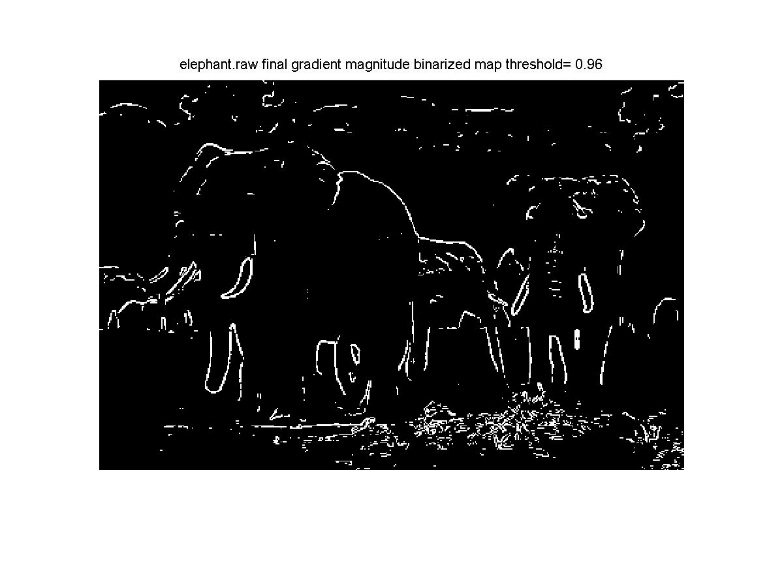 elephant.raw final gradient magnitude binarized map threshold= 0.96